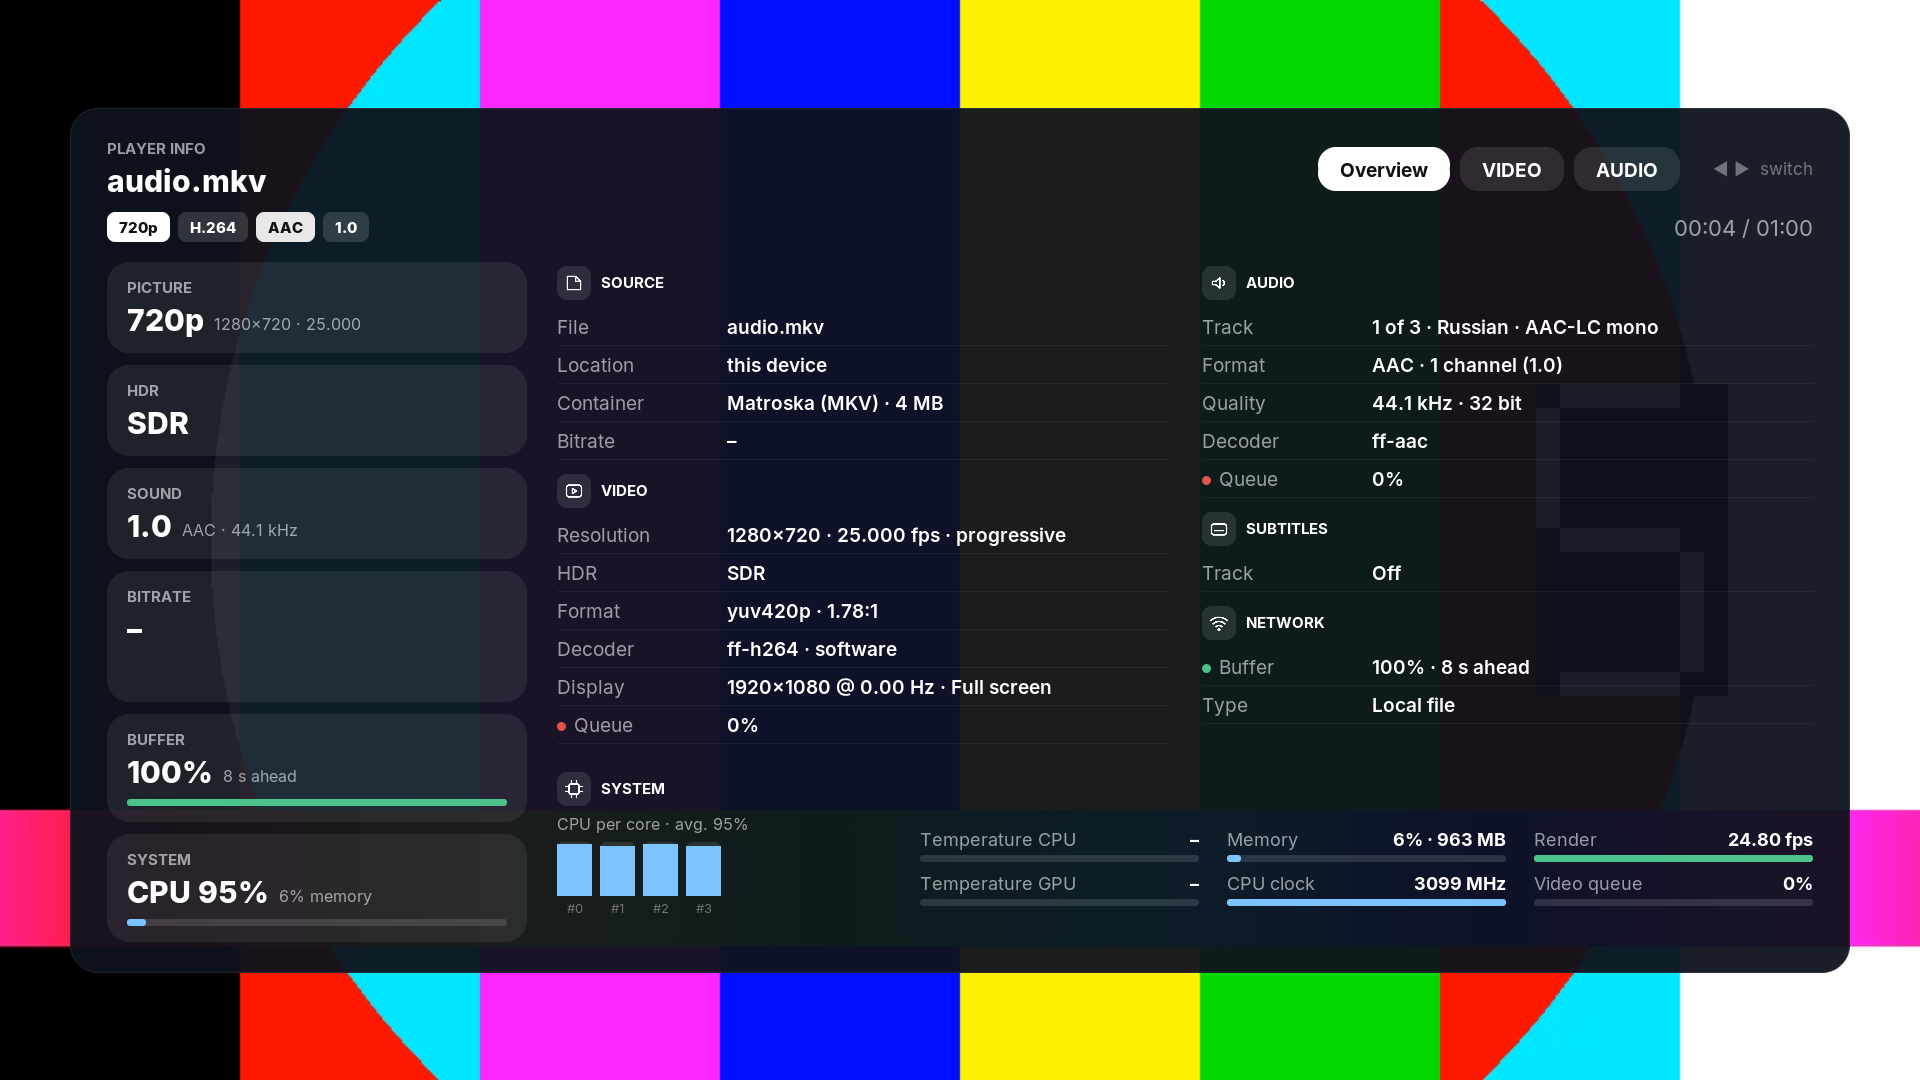 PLAYER INFO
audio.mkv
720p H.264 AAC 1.0
Overview VIDEO AUDIO ◀ ▶ switch
00:04 / 01:00
PICTURE
720p 1280×720 · 25.000
HDR
SDR
SOUND
1.0 AAC · 44.1 kHz
BITRATE
–
BUFFER
100% 8 s ahead
SYSTEM
CPU 95% 6% memory
SOURCE
File audio.mkv
Location this device
Container Matroska (MKV) · 4 MB
Bitrate –
VIDEO
Resolution 1280×720 · 25.000 fps · progressive
HDR SDR
Format yuv420p · 1.78:1
Decoder ff-h264 · software
Display 1920×1080 @ 0.00 Hz · Full screen
Queue 0%
AUDIO
Track 1 of 3 · Russian · AAC-LC mono
Format AAC · 1 channel (1.0)
Quality 44.1 kHz · 32 bit
Decoder ff-aac
Queue 0%
SUBTITLES
Track Off
NETWORK
Buffer 100% · 8 s ahead
Type Local file
SYSTEM
CPU per core · avg. 95%
#0 #1 #2 #3
Temperature CPU –
Temperature GPU –
Memory 6% · 963 MB
CPU clock 3099 MHz
Render 24.80 fps
Video queue 0%
5